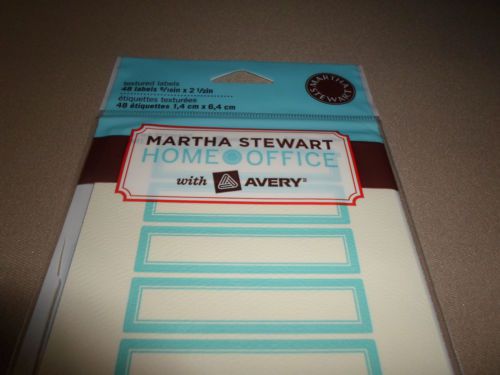 textured labels
48 labels 9/16in x 2 1/2in
étiquettes texturées
48 étiquettes 1,4 cm x 6,4 cm
MARTHA
STEWART
MARTHA STEWART
HOME OFFICE
with AVERY